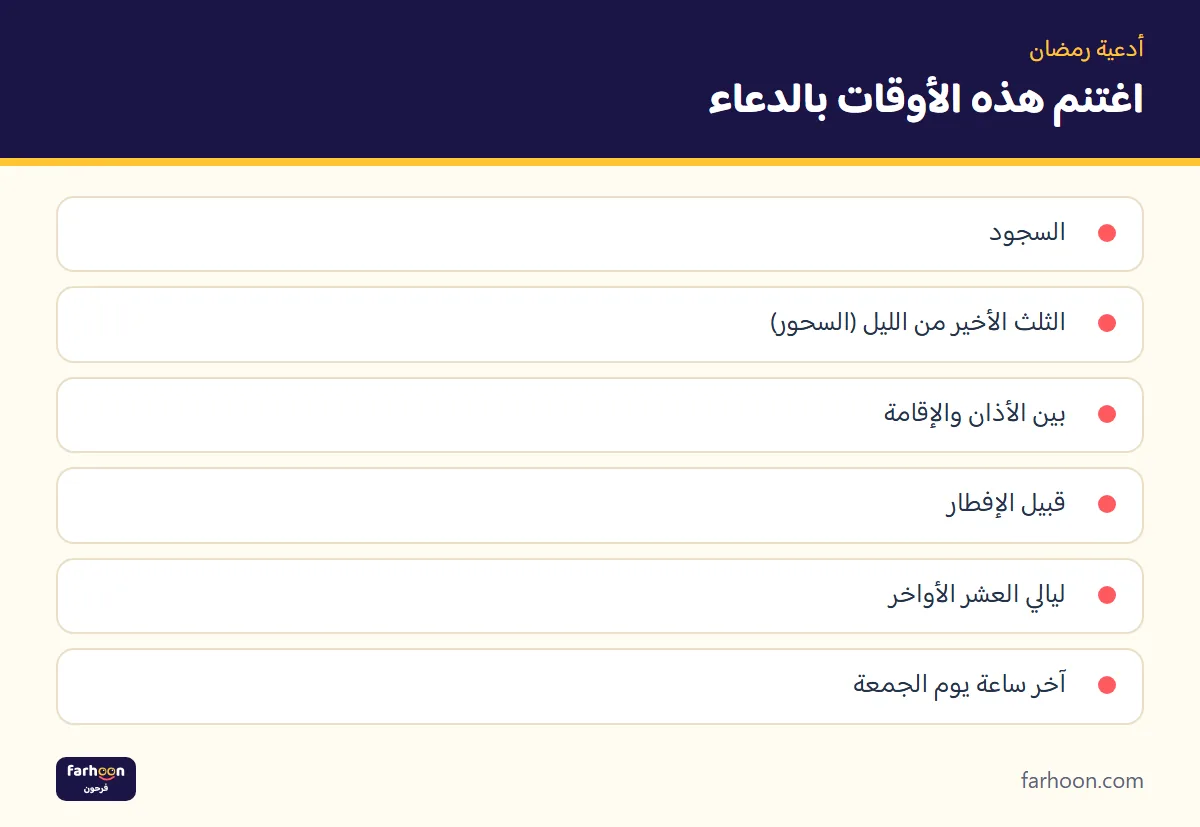 أدعية رمضان
اغتنم هذه الأوقات بالدعاء
السجود
الثلث الأخير من الليل (السحور)
بين الأذان والإقامة
قبيل الإفطار
ليالي العشر الأواخر
آخر ساعة يوم الجمعة
farhoon.com
farhoon
فرحون